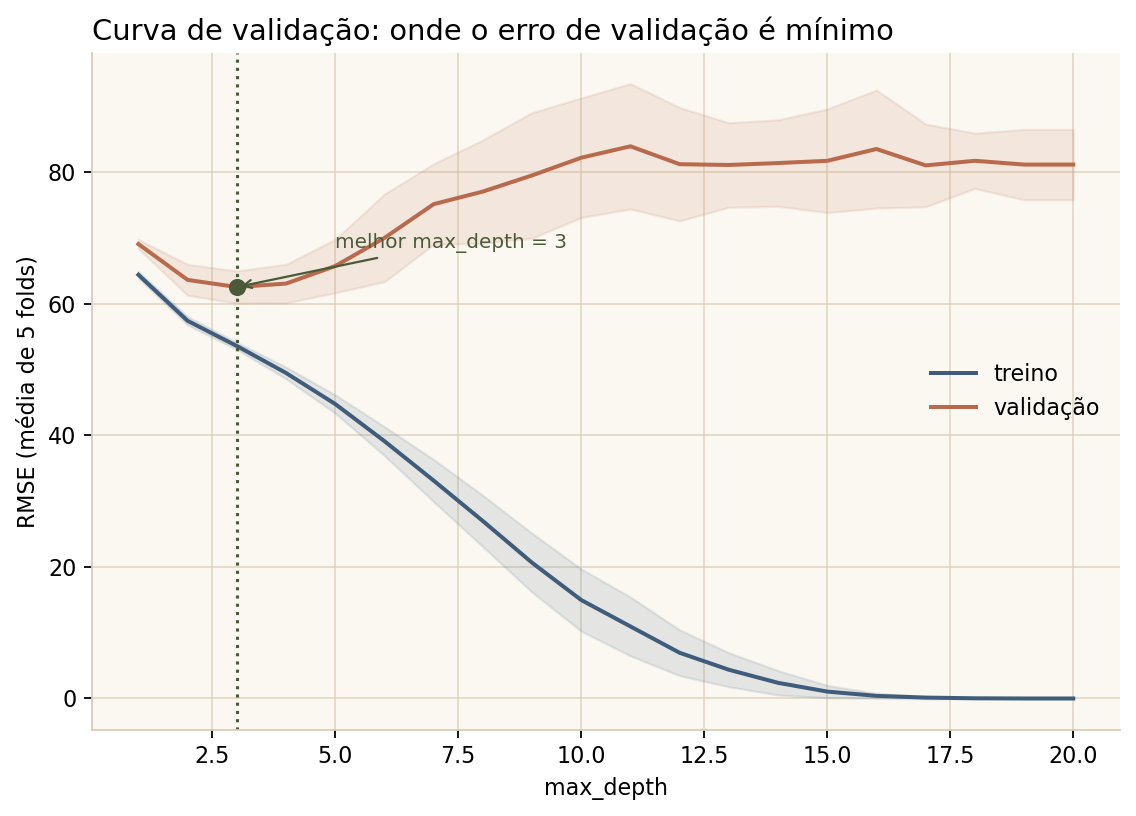 Curva de validação: onde o erro de validação é mínimo
RMSE (média de 5 folds)
80
60
40
20
0
melhor max_depth = 3
treino
validação
2.5 5.0 7.5 10.0 12.5 15.0 17.5 20.0
max_depth